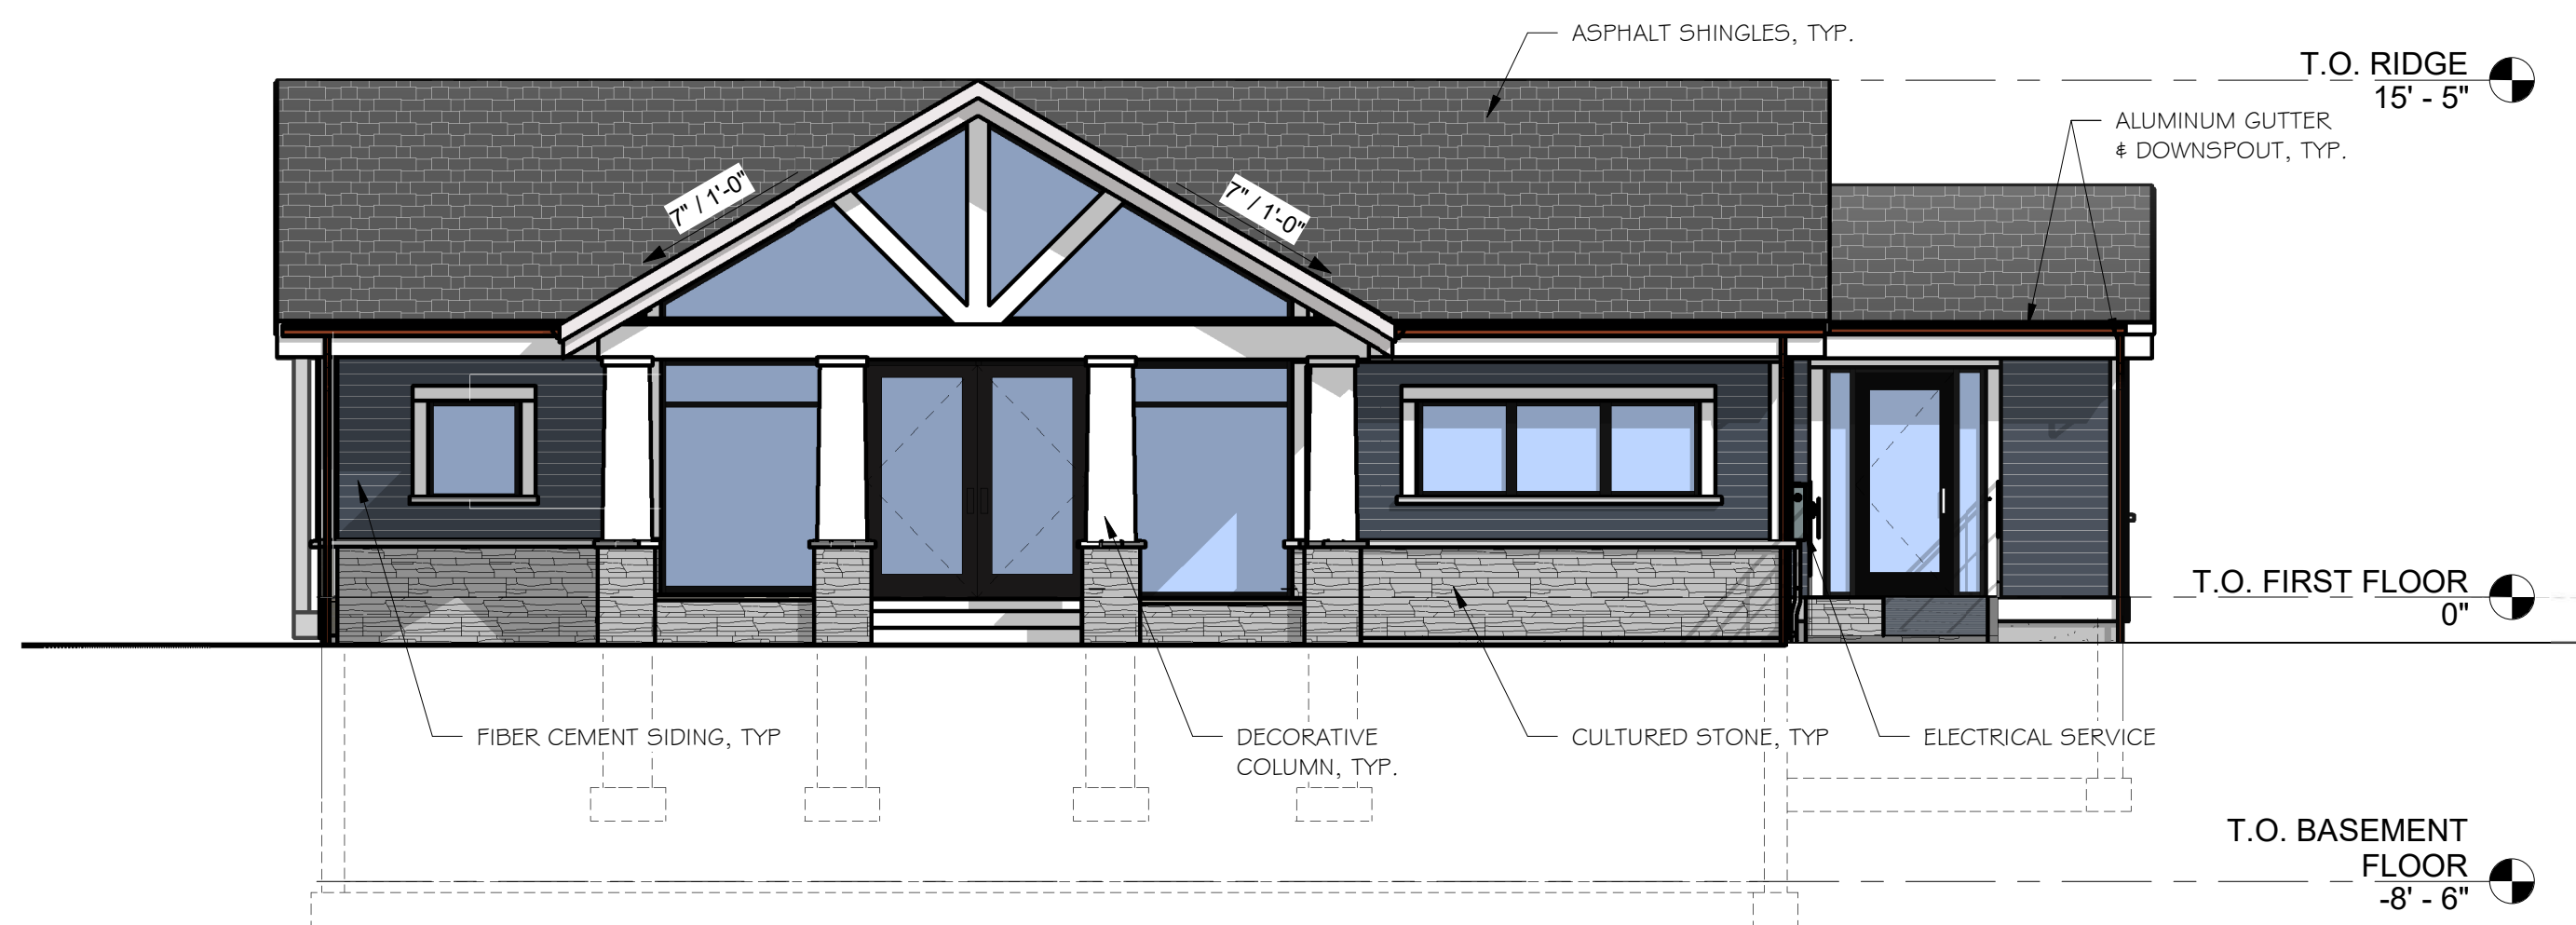 ASPHALT SHINGLES, TYP.
T.O. RIDGE
15' - 5"
ALUMINUM GUTTER
& DOWNSPOUT, TYP.
7" / 1'-0"
7" / 1'-0"
T.O. FIRST FLOOR
0"
FIBER CEMENT SIDING, TYP
DECORATIVE
COLUMN, TYP.
CULTURED STONE, TYP
ELECTRICAL SERVICE
T.O. BASEMENT
FLOOR
-8' - 6"